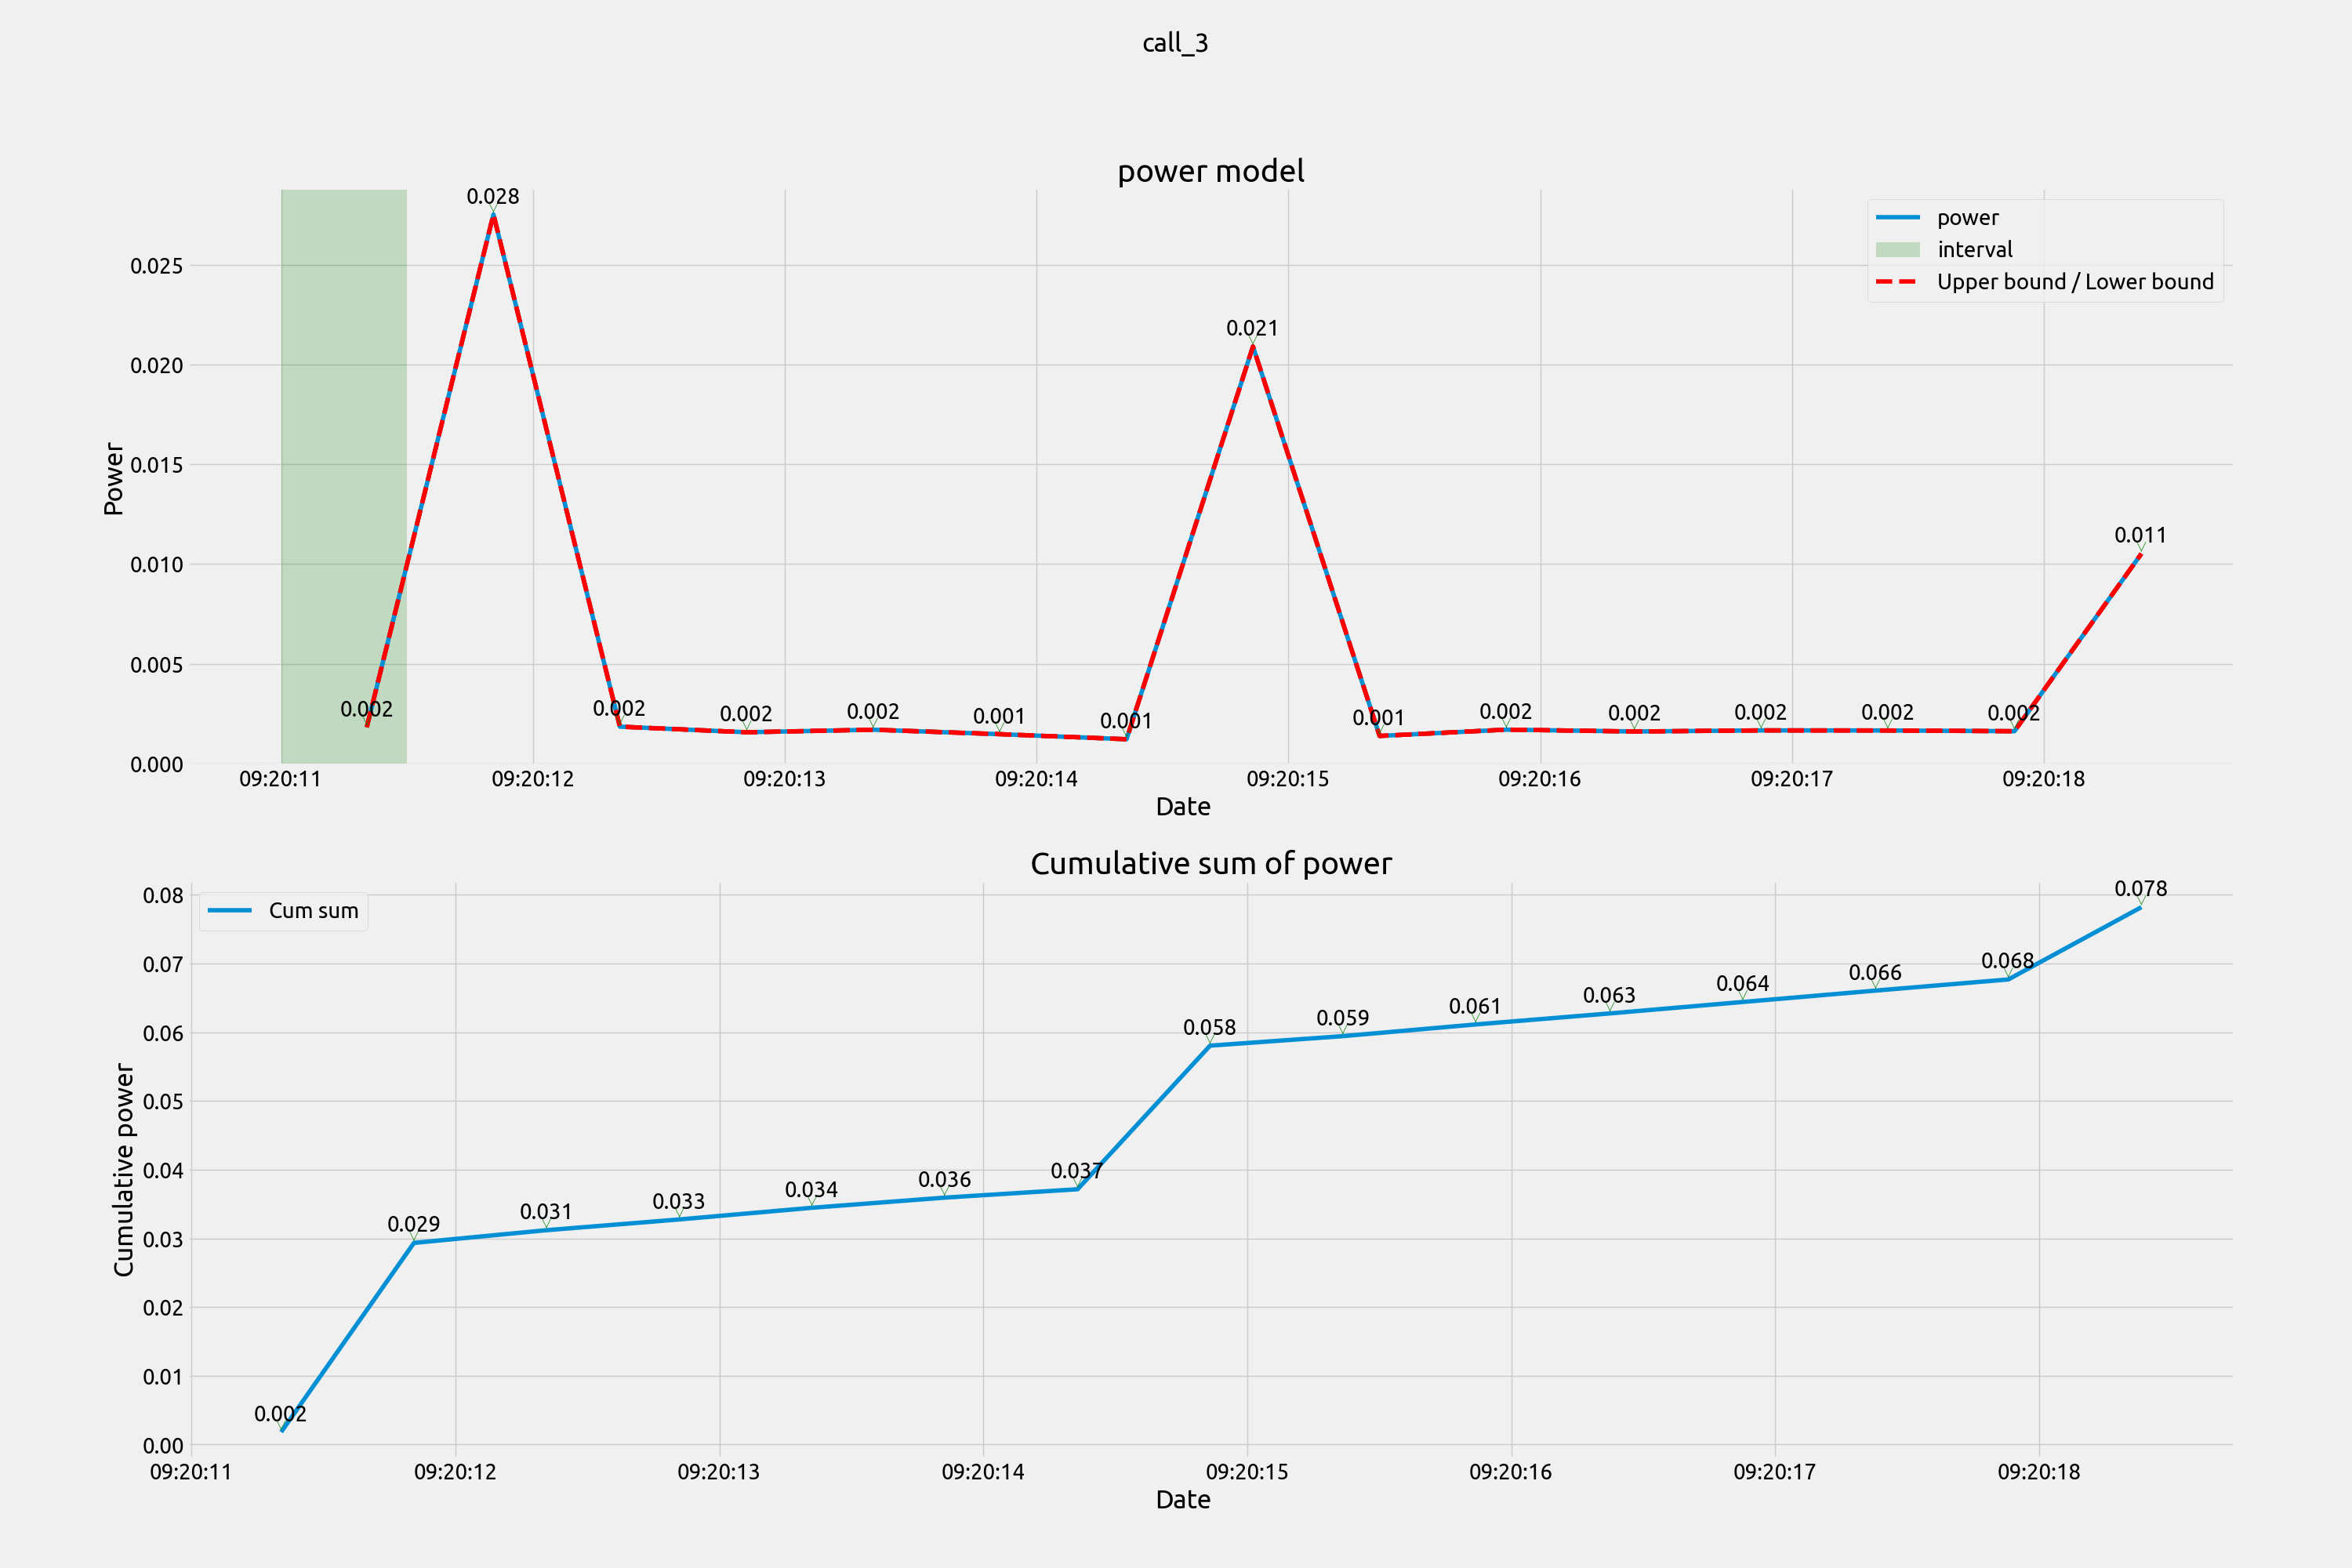 call_3
power model
0.028
power
interval
Upper bound / Lower bound
0.025
0.021
0.020
0.015
0.011
0.010
0.005
0.002 0.002 0.002 0.002 0.001 0.001 0.001 0.002 0.002 0.002 0.002 0.002
0.000
Power
09:20:11 09:20:12 09:20:13 09:20:14 09:20:15 09:20:16 09:20:17 09:20:18
Date
Cumulative sum of power
Cum sum
0.08
0.078
0.07
0.068
0.066
0.064
0.063
0.061
0.059
0.058
0.06
0.05
0.04
0.037
0.036
0.034
0.033
0.031
0.029
0.03
0.02
0.01
0.002
0.00
Cumulative power
09:20:11 09:20:12 09:20:13 09:20:14 09:20:15 09:20:16 09:20:17 09:20:18
Date